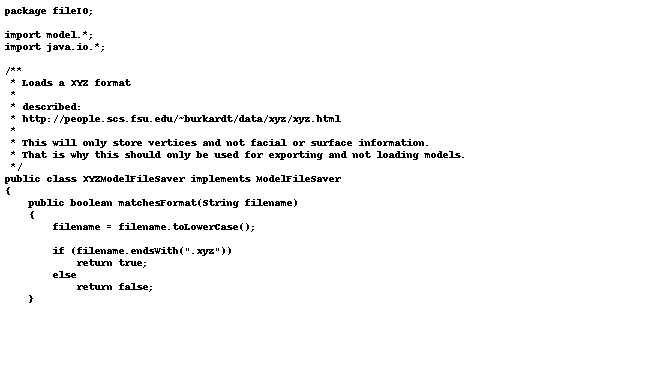 package fileIO;
import model.*;
import java.io.*;
/**
* Loads a XYZ format
*
* described:
* http://people.scs.fsu.edu/~burkardt/data/xyz/xyz.html
*
* This will only store vertices and not facial or surface information.
* That is why this should only be used for exporting and not loading models.
*/
public class XYZModelFileSaver implements ModelFileSaver
{
public boolean matchesFormat(String filename)
{
filename = filename.toLowerCase();
if (filename.endsWith(".xyz"))
return true;
else
return false;
}